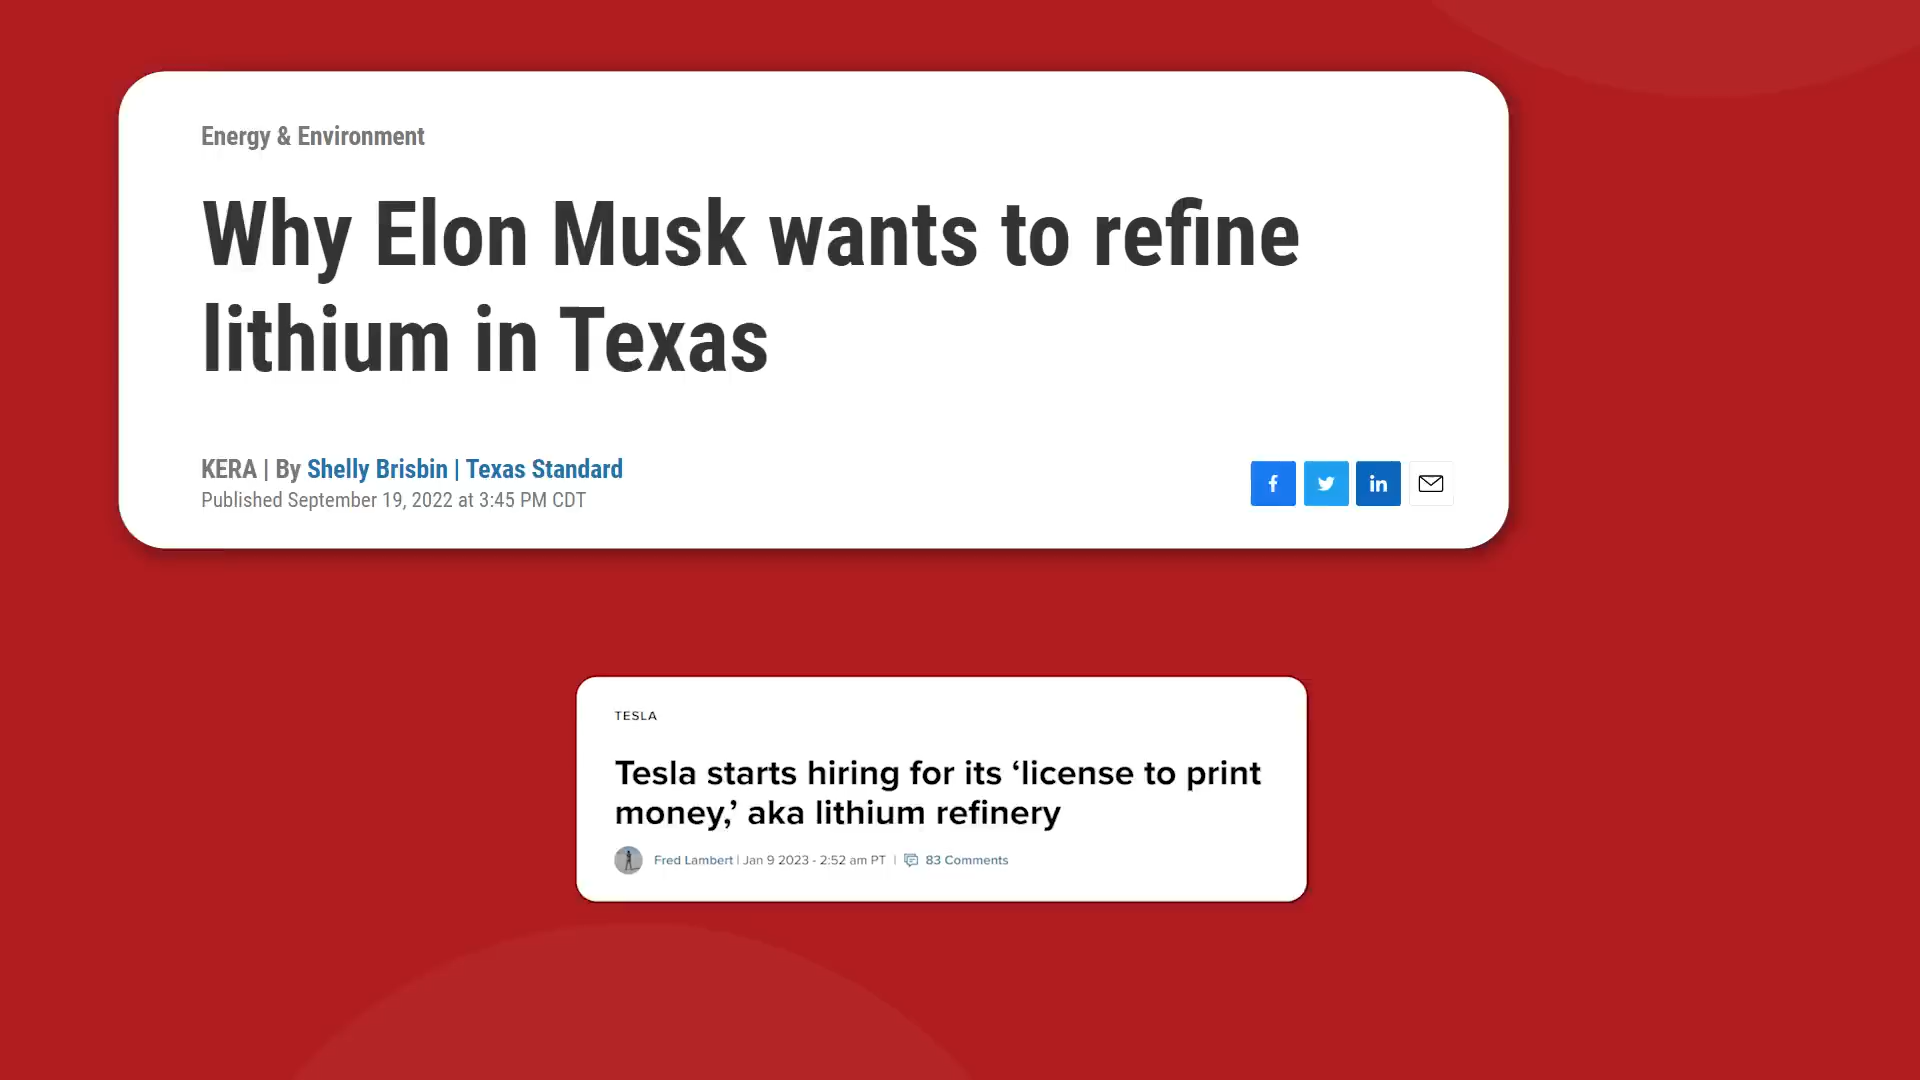 Energy & Environment
Why Elon Musk wants to refine
lithium in Texas
KERA | By Shelly Brisbin | Texas Standard
Published September 19, 2022 at 3:45 PM CDT
TESLA
Tesla starts hiring for its ‘license to print
money,’ aka lithium refinery
Fred Lambert | Jan 9 2023 - 2:52 am PT | 83 Comments